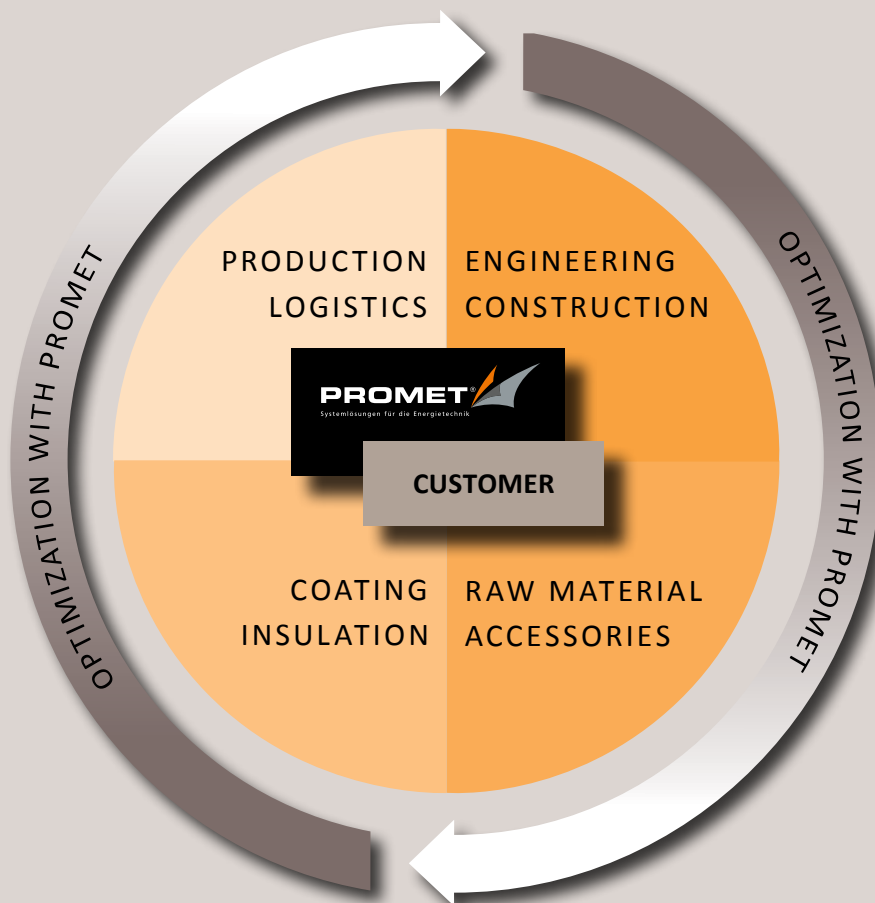 OPTIMIZATION WITH PROMET
PRODUCTION
LOGISTICS
ENGINEERING
CONSTRUCTION
PROMET®
Systemlösungen für die Energietechnik
CUSTOMER
COATING
INSULATION
RAW MATERIAL
ACCESSORIES
OPTIMIZATION WITH PROMET